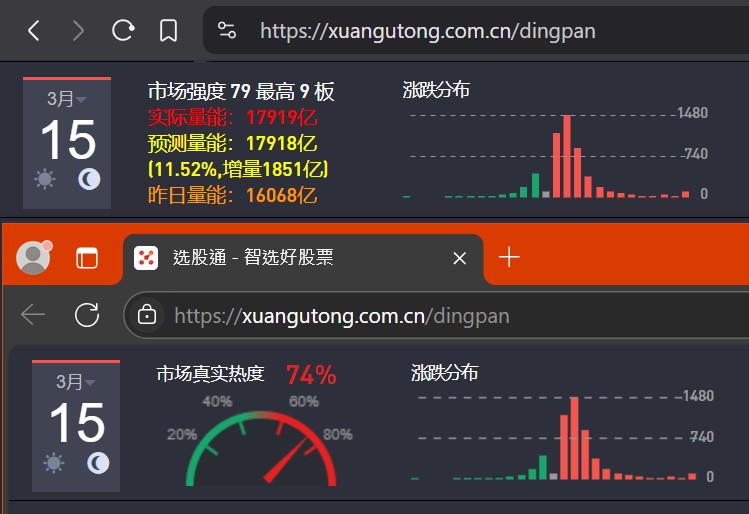 https://xuangutong.com.cn/dingpan
3月
15
市场强度 79 最高 9 板
实际量能：17919亿
预测量能：17918亿
(11.52%,增量1851亿)
昨日量能：16068亿
涨跌分布
1480
740
0
选股通 - 智选好股票
https://xuangutong.com.cn/dingpan
3月
15
市场真实热度 74%
20%
40%
60%
80%
涨跌分布
1480
740
0